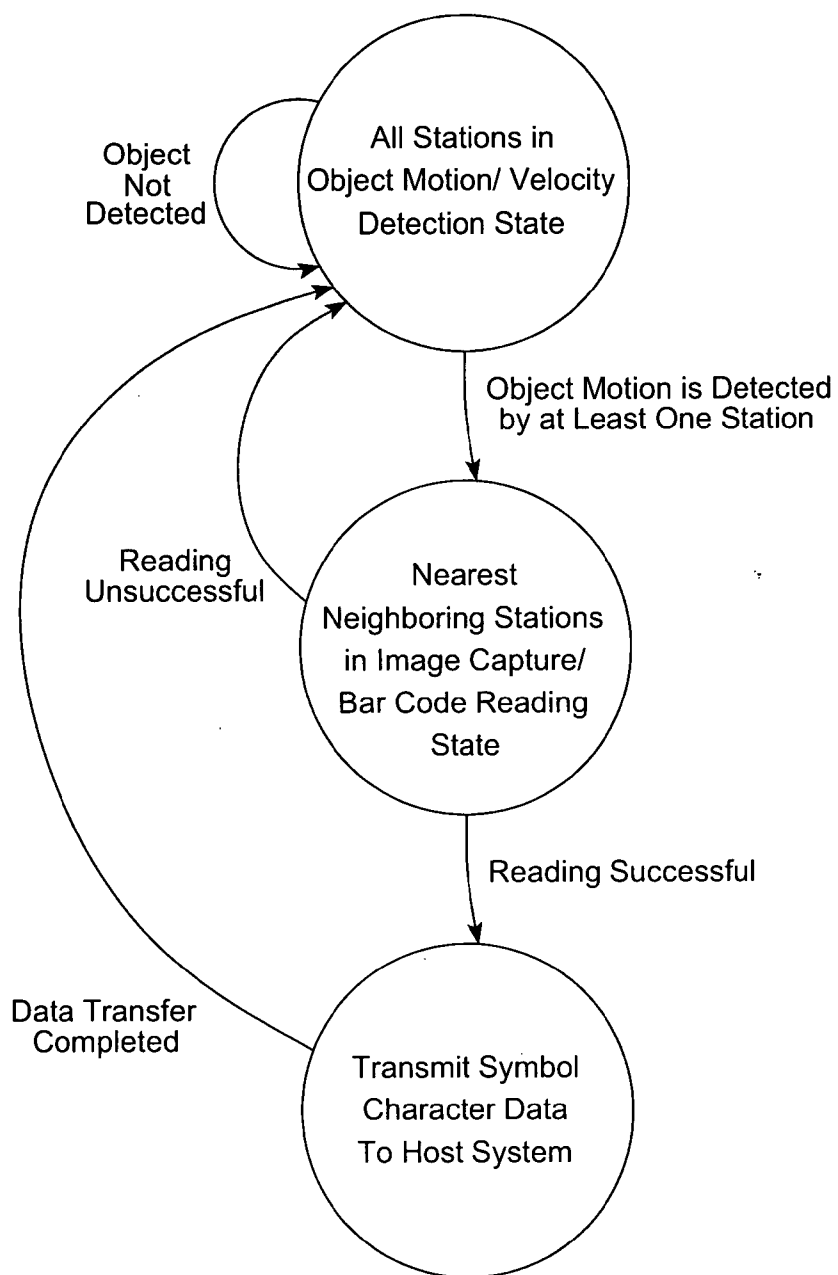 All Stations in
Object Motion/ Velocity
Detection State
Object
Not
Detected
Object Motion is Detected
by at Least One Station
Reading
Unsuccessful
Nearest
Neighboring Stations
in Image Capture/
Bar Code Reading
State
Reading Successful
Data Transfer
Completed
Transmit Symbol
Character Data
To Host System